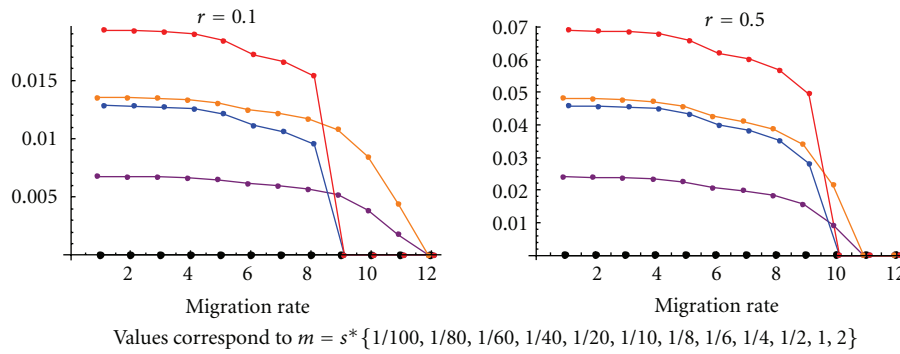 r = 0.1
r = 0.5
0.015
0.01
0.005
2 4 6 8 10 12
Migration rate
0.07
0.06
0.05
0.04
0.03
0.02
0.01
2 4 6 8 10 12
Migration rate
Values correspond to m = s*{1/100, 1/80, 1/60, 1/40, 1/20, 1/10, 1/8, 1/6, 1/4, 1/2, 1, 2}